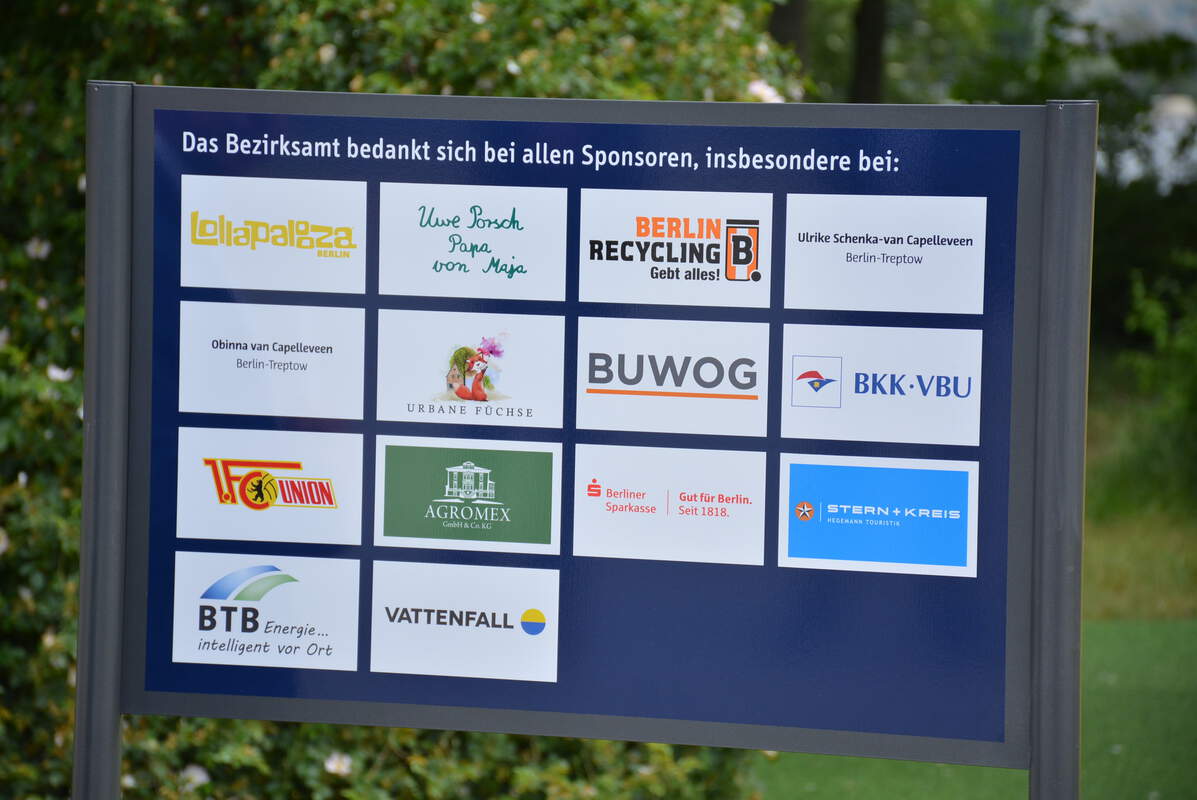 Das Bezirksamt bedankt sich bei allen Sponsoren, insbesondere bei:
Lollapalooza
BERLIN
Uwe Porsch
Papa
von Maja
BERLIN
RECYCLING
Gebt alles!
B.
Ulrike Schenka-van Capelleveen
Berlin-Treptow
Obinna van Capelleveen
Berlin-Treptow
URBANE FÜCHSE
BUWOG
BKK·VBU
1.FC UNION
AGROMEX
GmbH & Co. KG
Berliner
Sparkasse
Gut für Berlin.
Seit 1818.
STERN+KREIS
HEGEMANN TOURISTIK
BTB Energie...
intelligent vor Ort
VATTENFALL